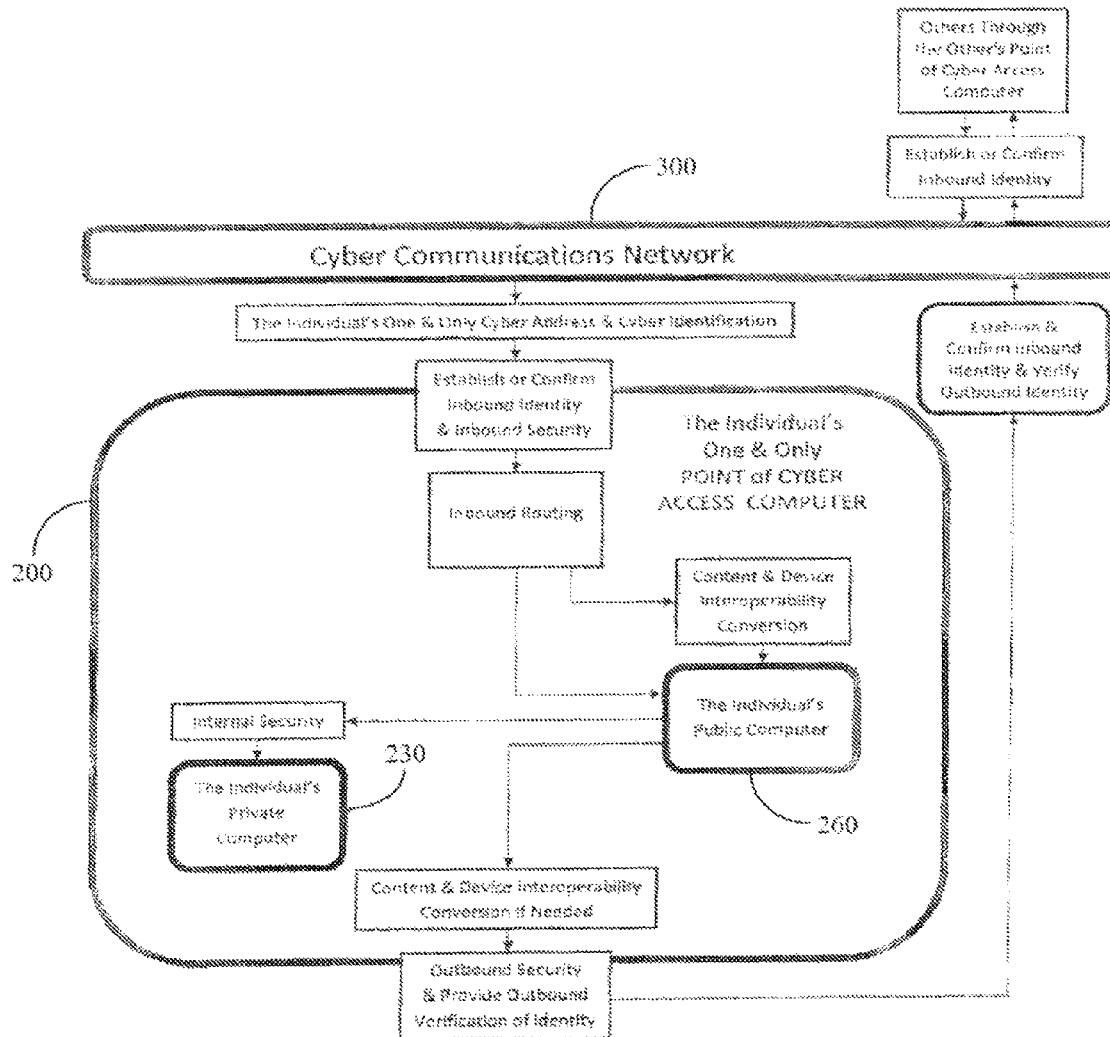 Others Through
the Other's Point
of Cyber Access
Computer
Establish or Confirm
Inbound Identity
300
Cyber Communications Network
The Individual's One & Only Cyber Address & Cyber Identification
Establish &
Confirm Inbound
Identity & Verify
Outbound Identity
Establish or Confirm
Inbound Identity
& Inbound Security
The Individual's
One & Only
POINT of CYBER
ACCESS COMPUTER
Inbound Routing
200
Content & Device
Interoperability
Conversion
The Individual's
Public Computer
Internal Security
230
The Individual's
Private
Computer
260
Content & Device Interoperability
Conversion if Needed
Outbound Security
& Provide Outbound
Verification of Identity